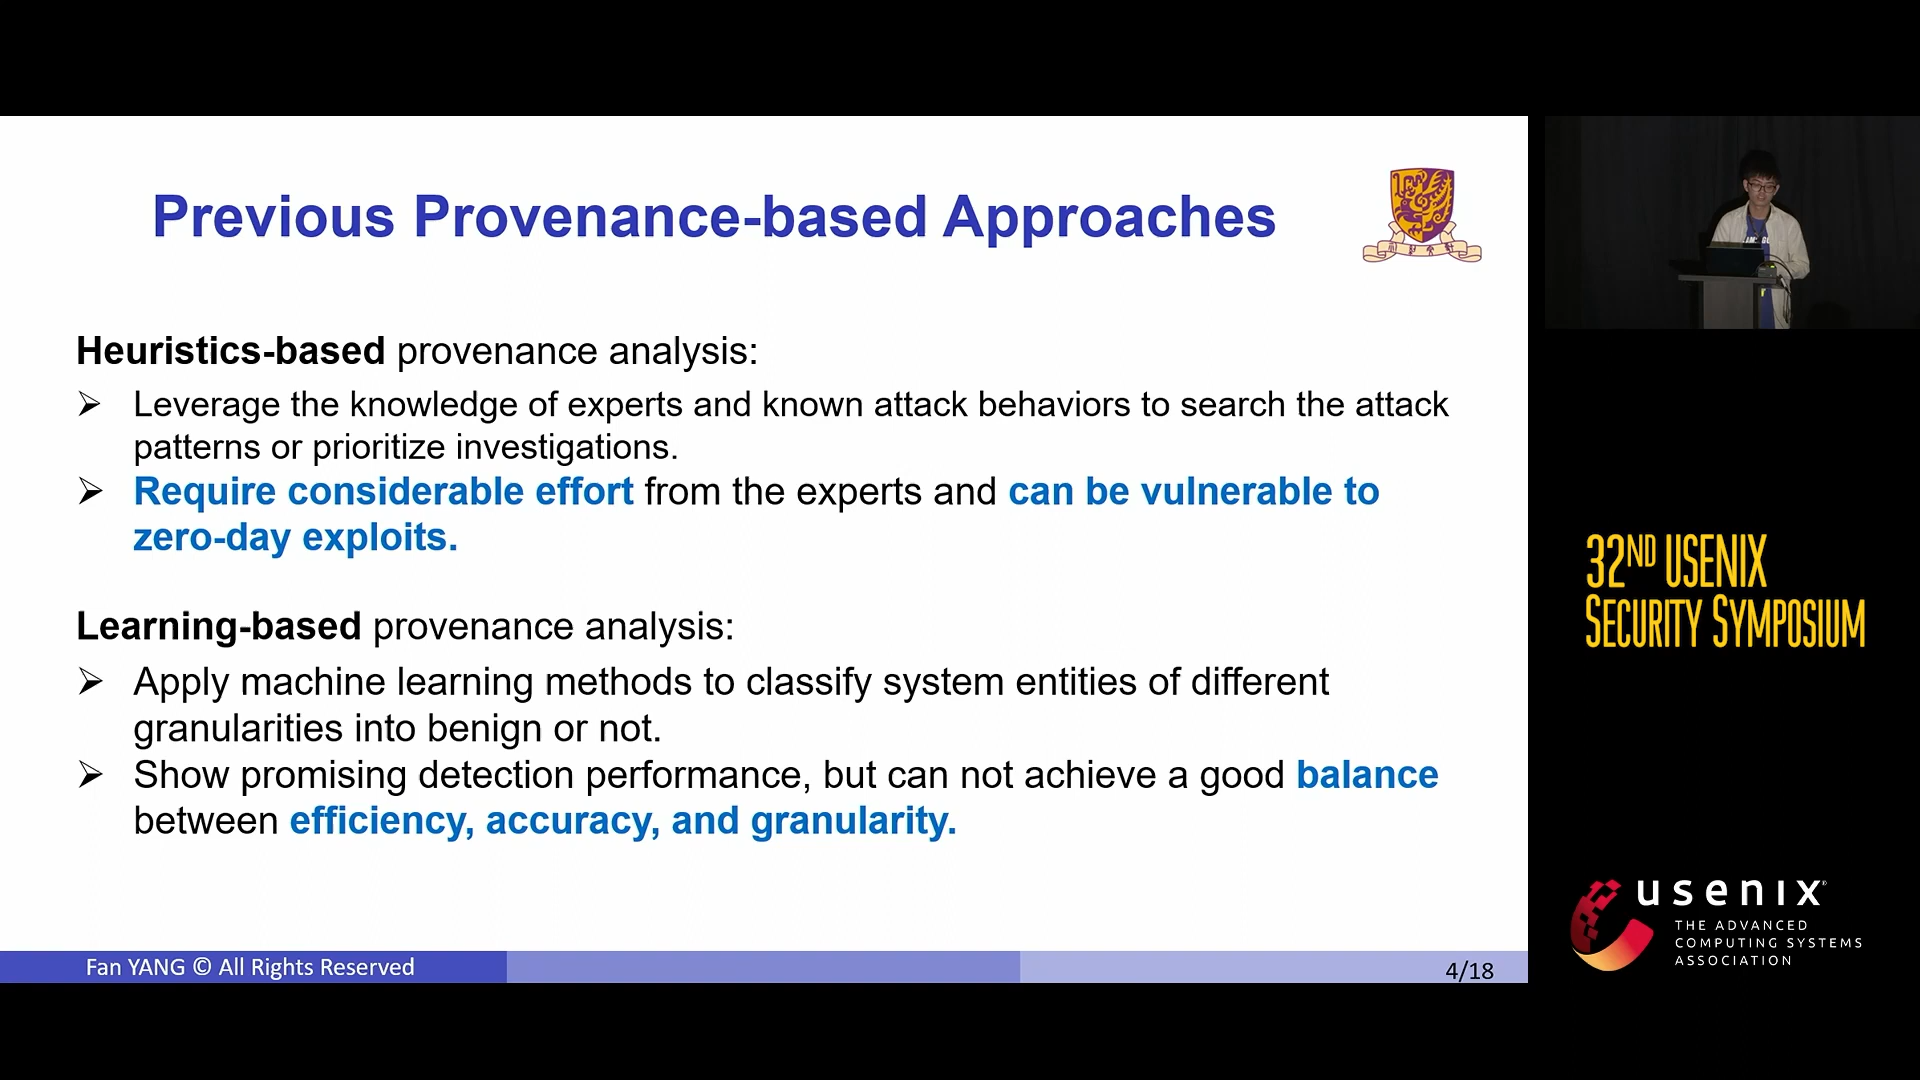 Previous Provenance-based Approaches
Heuristics-based provenance analysis:
➢ Leverage the knowledge of experts and known attack behaviors to search the attack
patterns or prioritize investigations.
➢ Require considerable effort from the experts and can be vulnerable to
zero-day exploits.
Learning-based provenance analysis:
➢ Apply machine learning methods to classify system entities of different
granularities into benign or not.
➢ Show promising detection performance, but can not achieve a good balance
between efficiency, accuracy, and granularity.
Fan YANG © All Rights Reserved
4/18
32ND USENIX
SECURITY SYMPOSIUM
usenix®
THE ADVANCED
COMPUTING SYSTEMS
ASSOCIATION